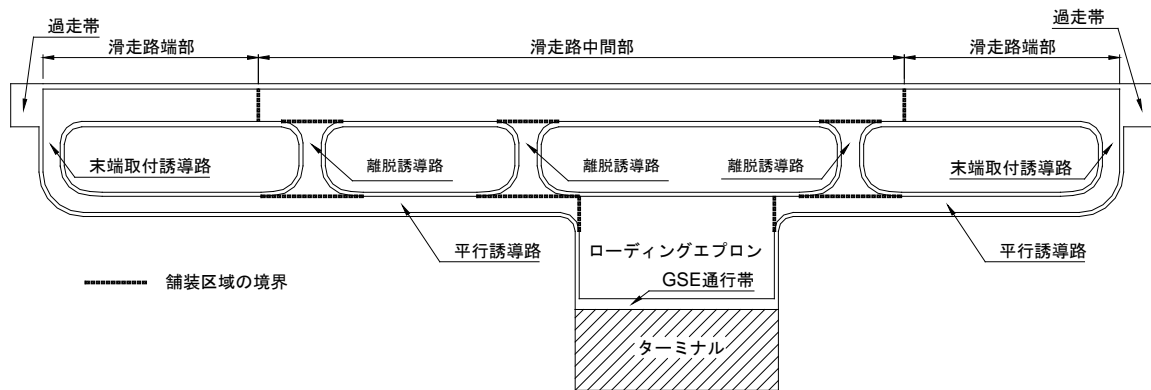 過走帯
過走帯
滑走路端部
滑走路中間部
滑走路端部
末端取付誘導路
離脱誘導路
離脱誘導路
離脱誘導路
末端取付誘導路
平行誘導路
ローディングエプロン
平行誘導路
舗装区域の境界
GSE通行帯
ターミナル